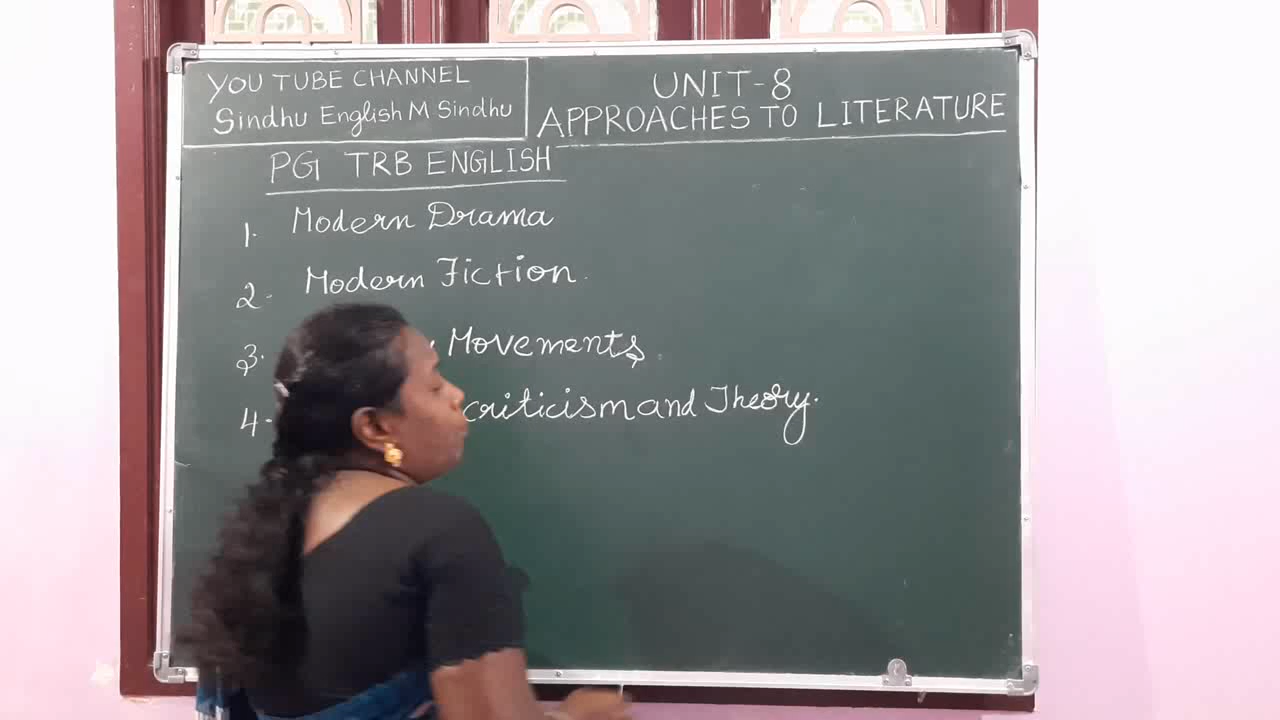 YOU TUBE CHANNEL
Sindhu English M Sindhu
UNIT-8
APPROACHES TO LITERATURE
PG TRB ENGLISH
1. Modern Drama
2. Modern Fiction.
3. Movements
4. Criticism and Theory.